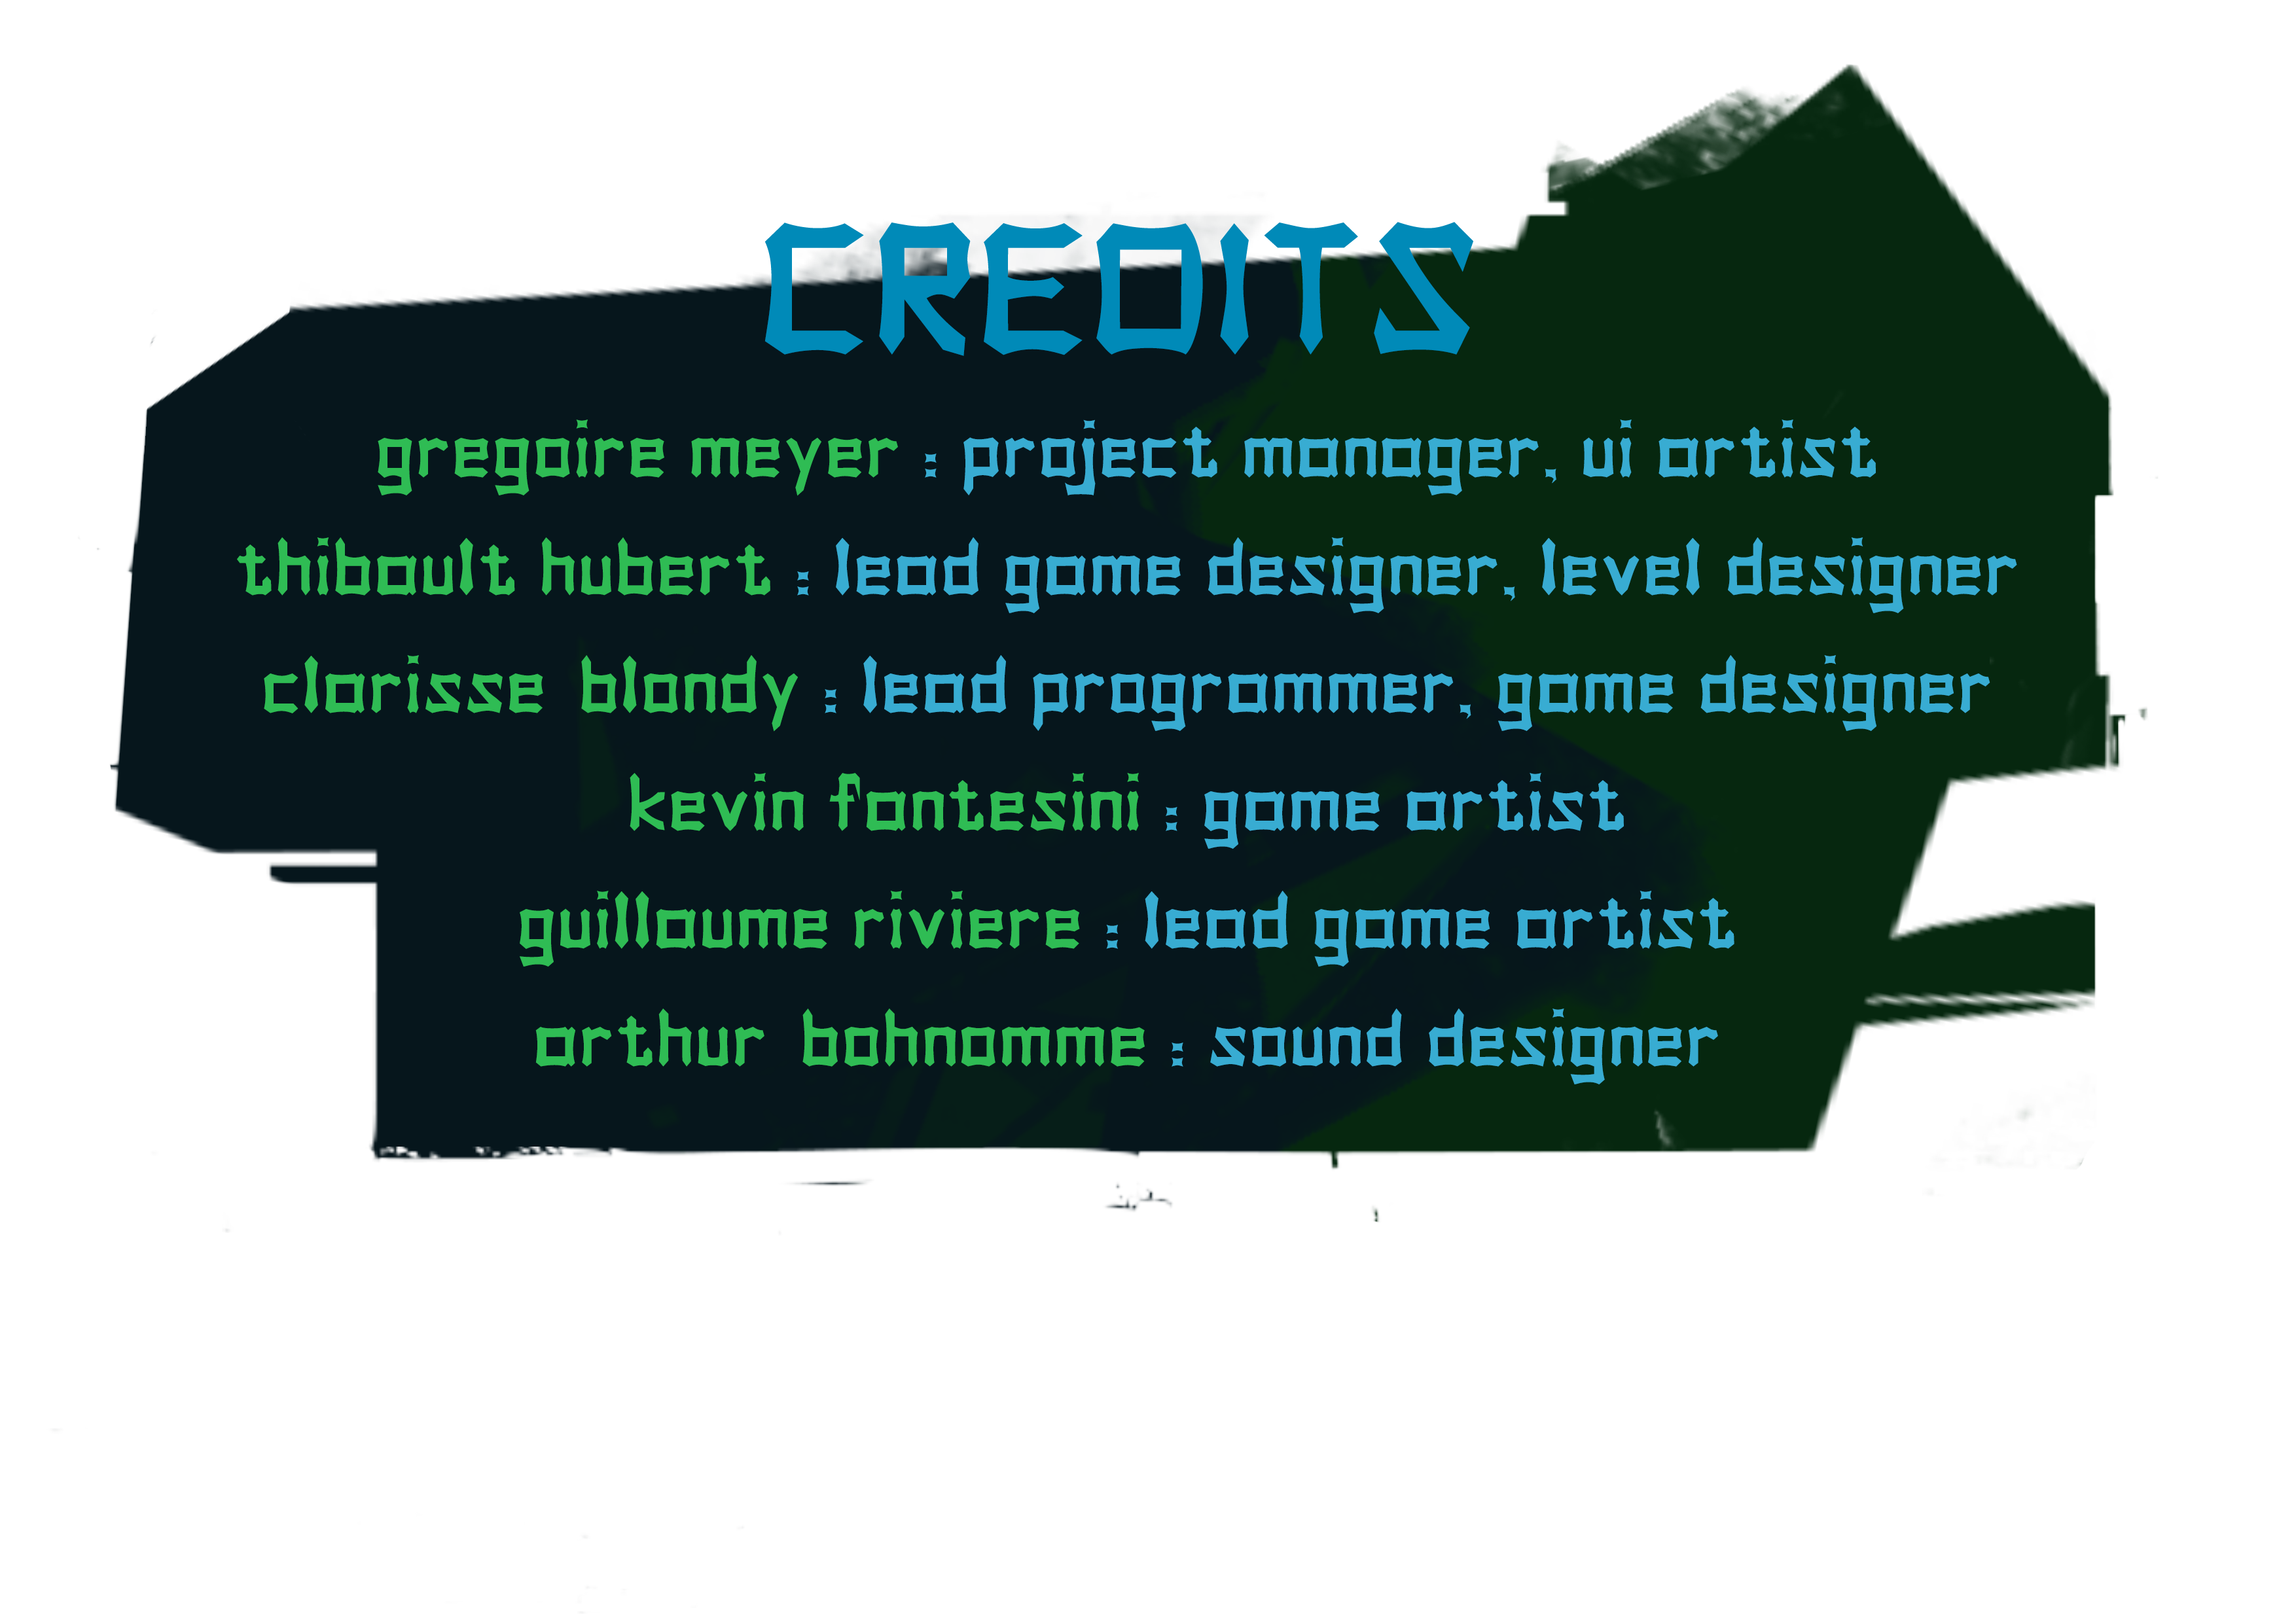 CREDITS
gregoire meyer : project manager, ui artist
thibault hubert : lead game designer, level designer
clarisse blondy : lead programmer, game designer
kevin fantesini : game artist
guillaume riviere : lead game artist
arthur bohnomme : sound designer